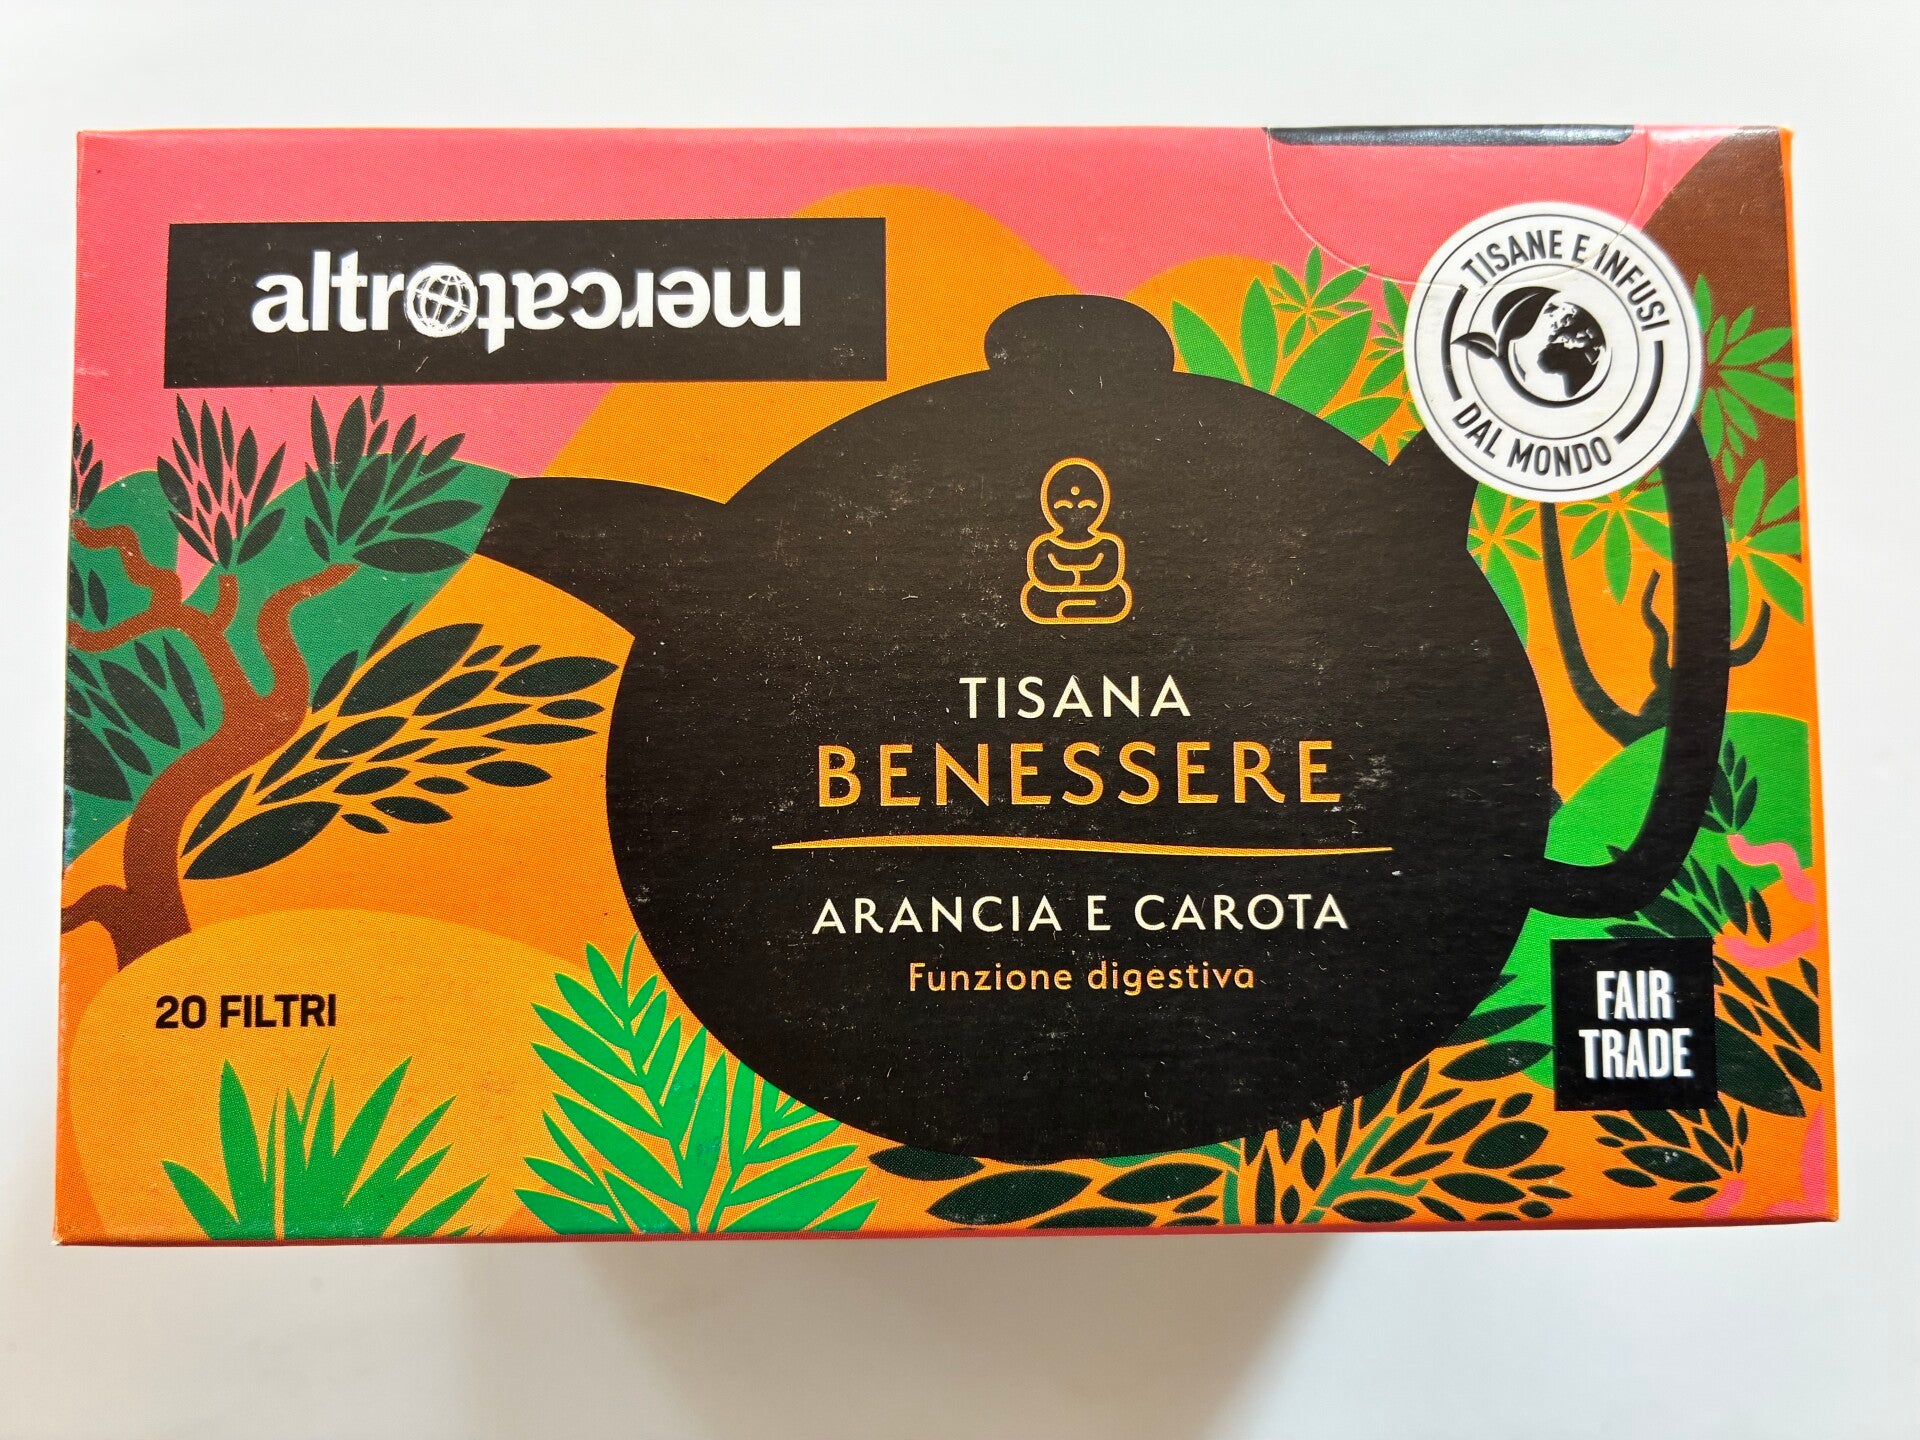 altromercato
TISANE E INFUSI
DAL MONDO
TISANA
BENESSERE
ARANCIA E CAROTA
Funzione digestiva
20 FILTRI
FAIR
TRADE